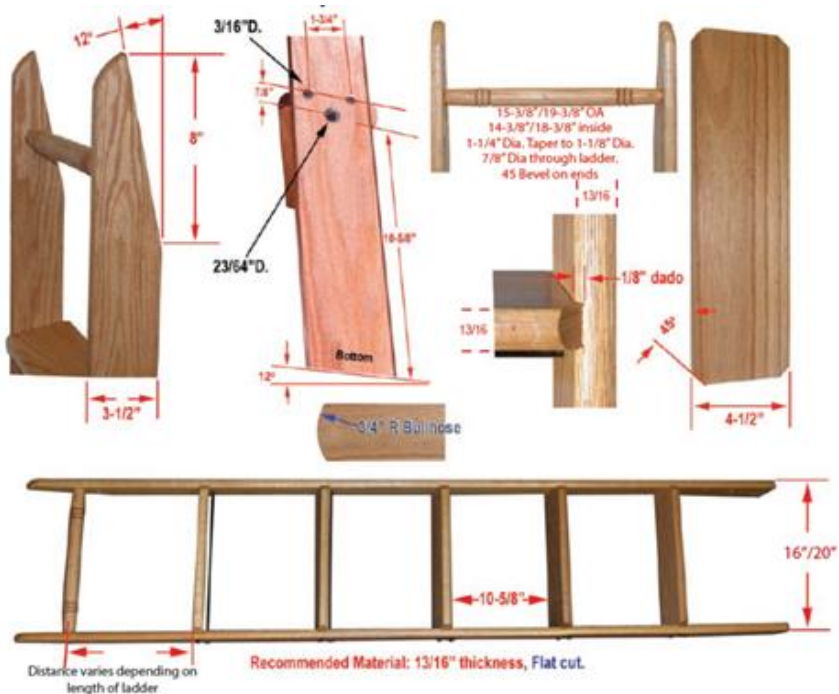 12°
8"
3-1/2"
3/16"D.
1-3/4"
7/8"
23/64"D.
10-5/8"
Bottom
12°
3/4" R Bullnose
15-3/8"/19-3/8" OA
14-3/8"/18-3/8" inside
1-1/4" Dia. Taper to 1-1/8" Dia.
7/8" Dia through ladder.
45 Bevel on ends
13/16
1/8" dado
13/16
45°
4-1/2"
16"/20"
10-5/8"
Distance varies depending on
length of ladder
Recommended Material: 13/16" thickness, Flat cut.